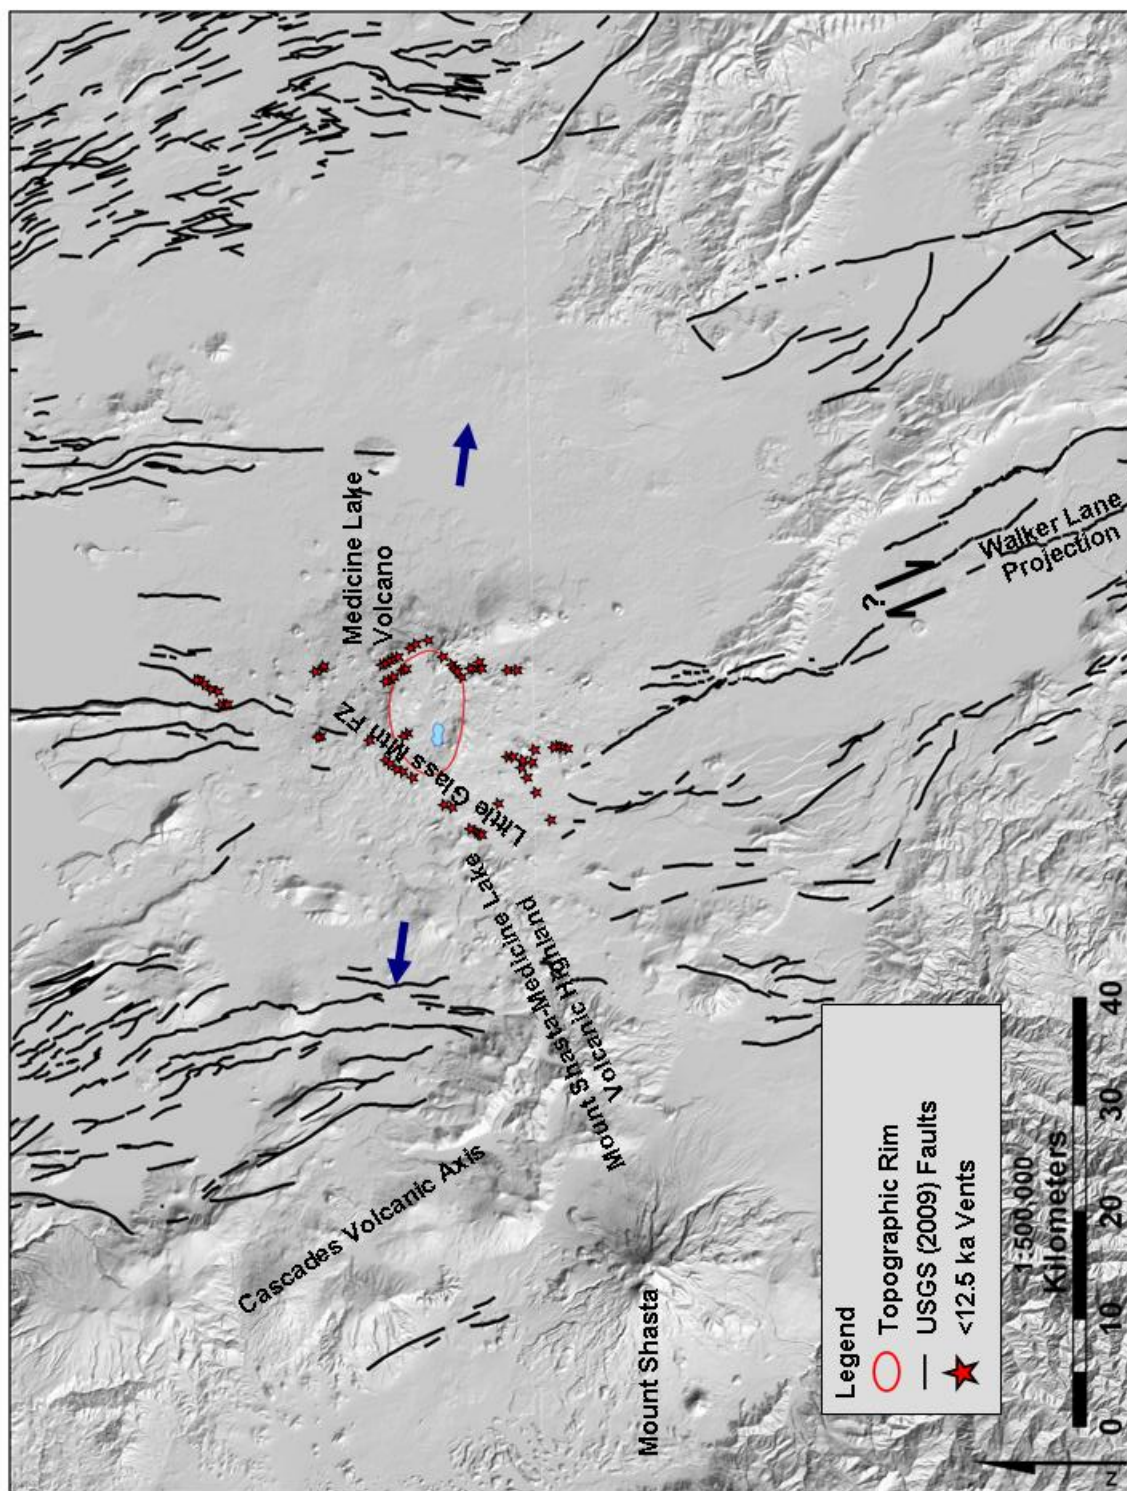 Medicine Lake
Volcano
Little Glass Mtn FZ
Mount Shasta-Medicine Lake
Volcanic Highland
Cascades Volcanic Axis
Mount Shasta
?
Walker Lane
Projection
Legend
Topographic Rim
USGS (2009) Faults
<12.5 ka Vents
1:500,000
Kilometers
0 10 20 30 40
N